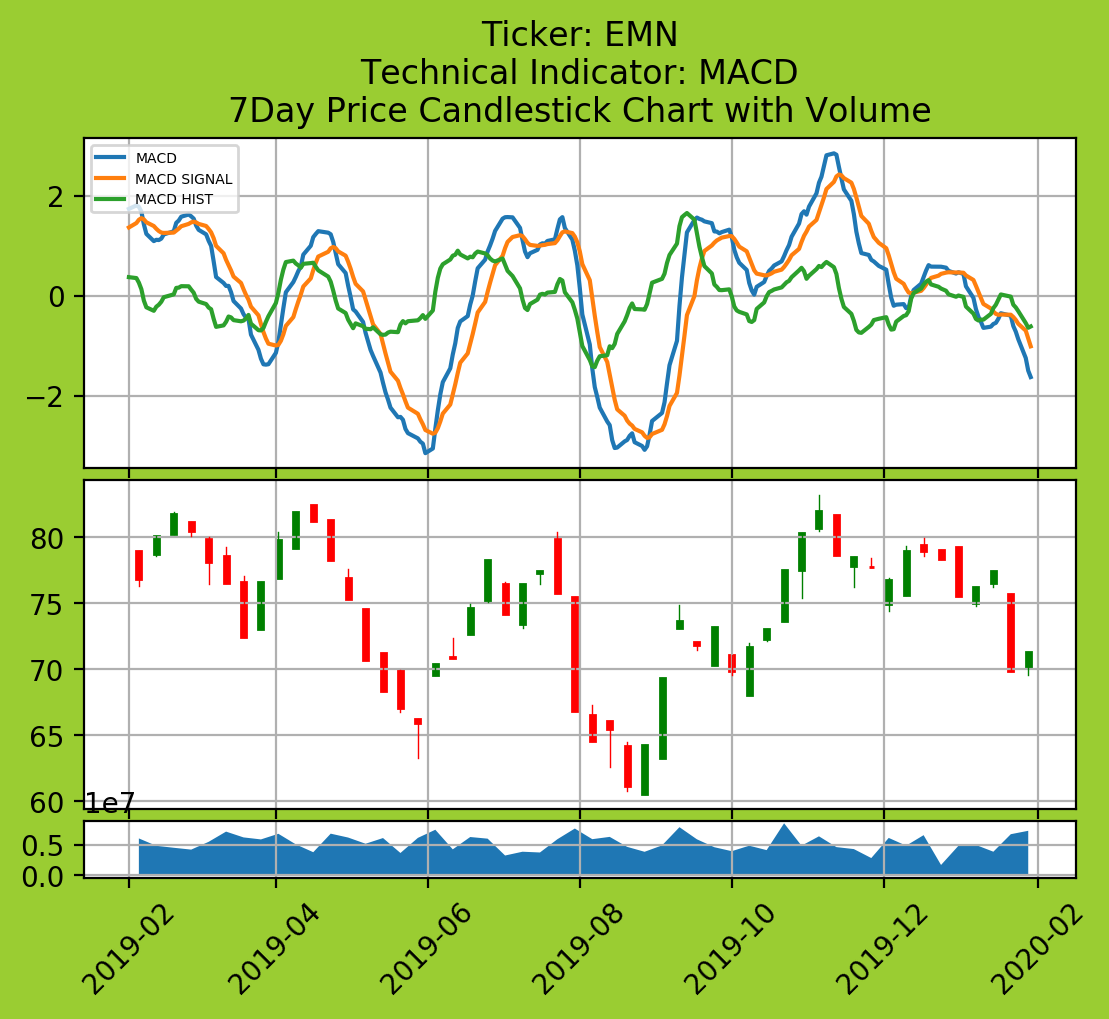 Ticker: EMN
Technical Indicator: MACD
7Day Price Candlestick Chart with Volume
MACD
MACD SIGNAL
MACD HIST
2
0
−2
80
75
70
65
60
1e7
0.5
0.0
2019-02
2019-04
2019-06
2019-08
2019-10
2019-12
2020-02